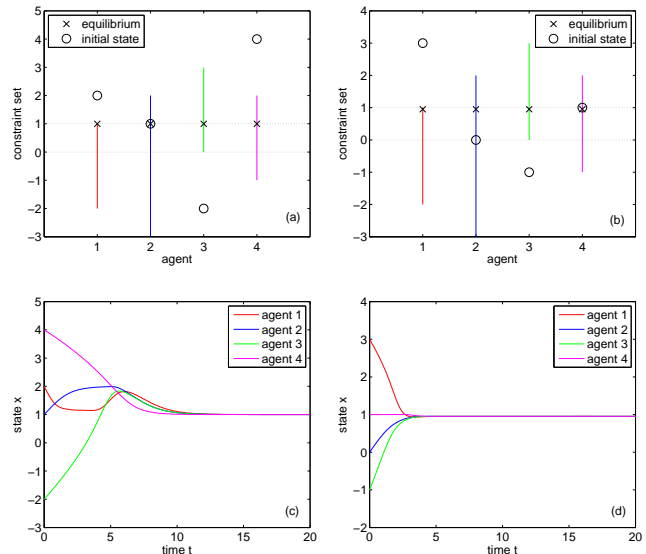 5
4
3
2
1
0
−1
−2
−3
constraint set
equilibrium
initial state
(a)
1 2 3 4
agent
4
3
2
1
0
−1
−2
−3
constraint set
equilibrium
initial state
(b)
1 2 3 4
agent
5
4
3
2
1
0
−1
−2
−3
state x
agent 1
agent 2
agent 3
agent 4
(c)
0 5 10 15 20
time t
4
3
2
1
0
−1
−2
state x
agent 1
agent 2
agent 3
agent 4
(d)
0 5 10 15 20
time t